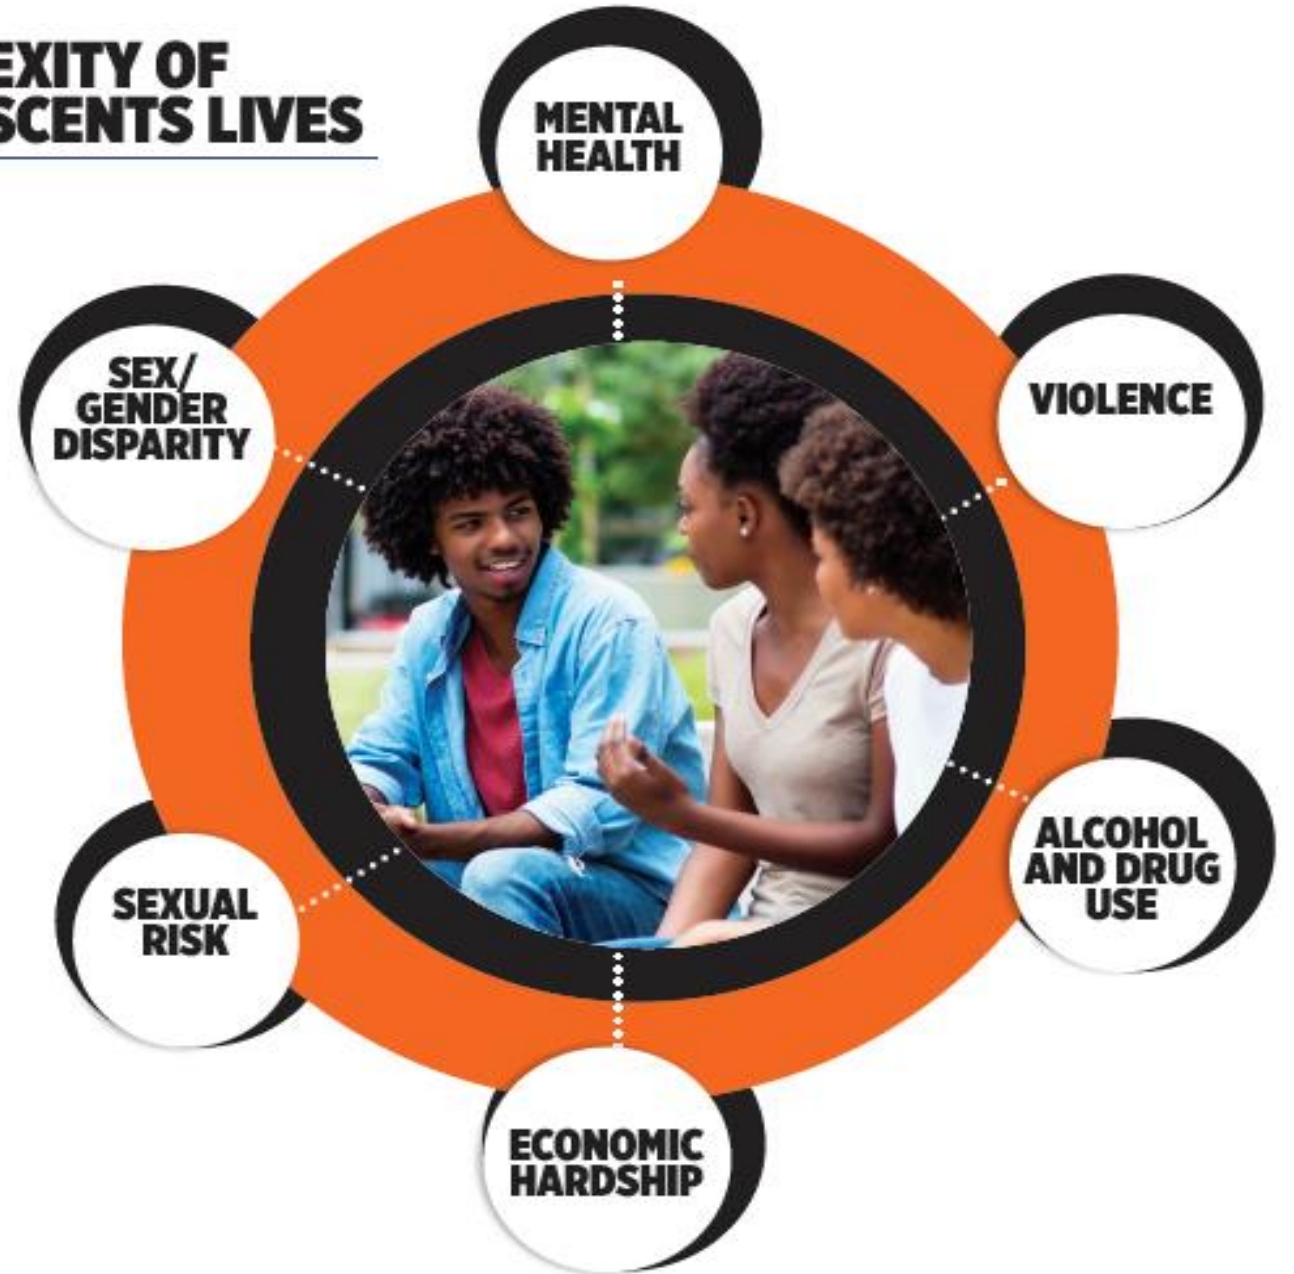 EXITY OF
SCENTS LIVES
MENTAL
HEALTH
SEX/
GENDER
DISPARITY
VIOLENCE
ALCOHOL
AND DRUG
USE
SEXUAL
RISK
ECONOMIC
HARDSHIP